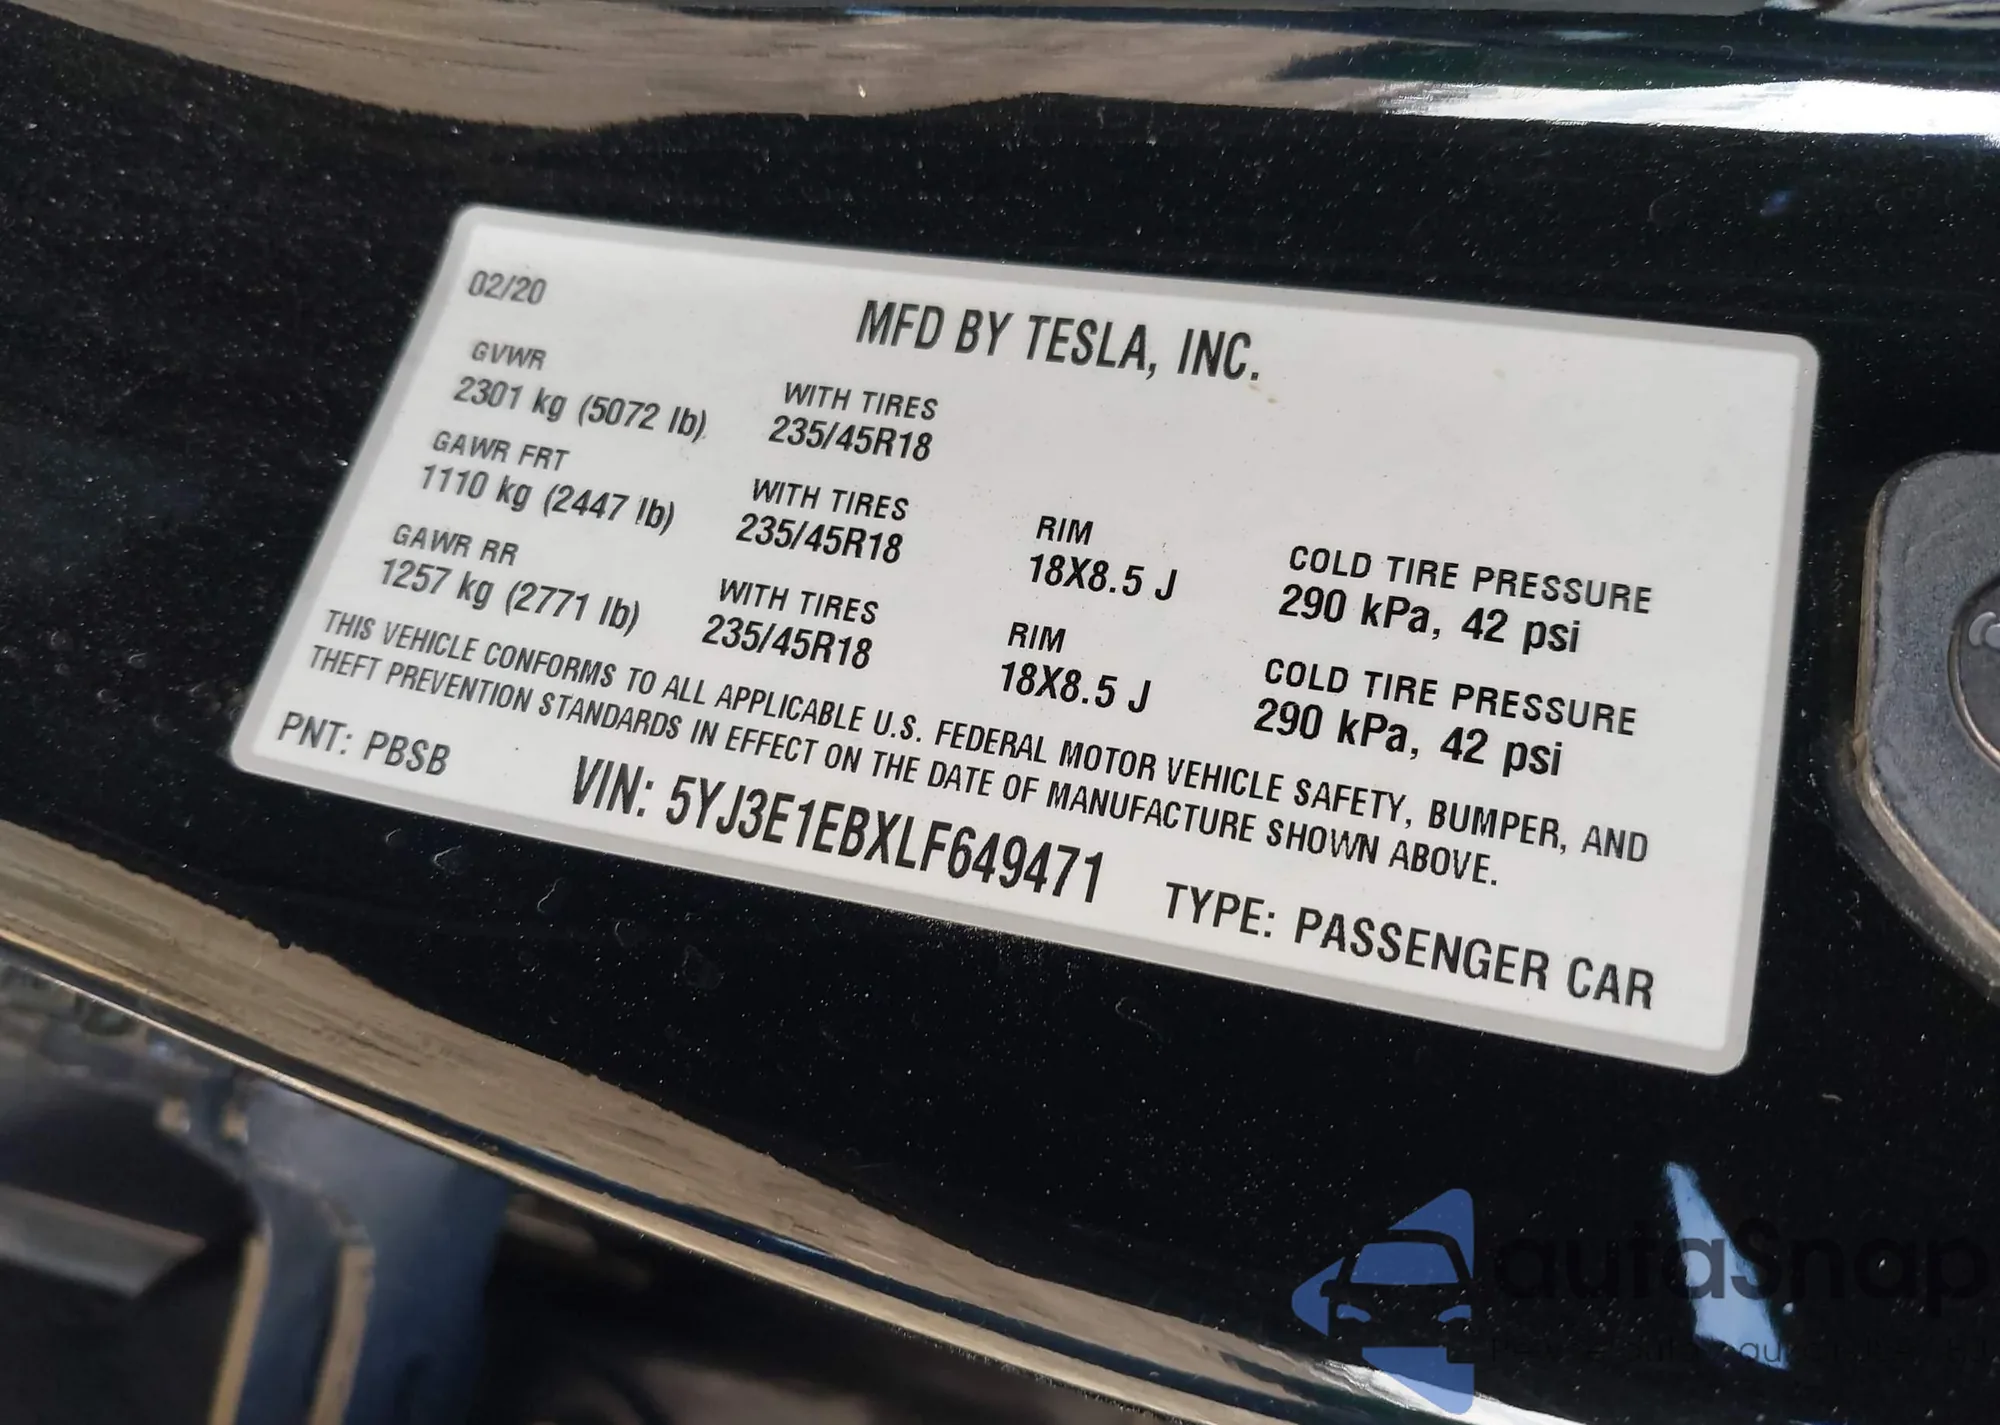 02/20
MFD BY TESLA, INC.
GVWR
2301 kg (5072 lb)
WITH TIRES
235/45R18
GAWR FRT
1110 kg (2447 lb)
WITH TIRES
235/45R18
RIM
18X8.5 J
COLD TIRE PRESSURE
290 kPa, 42 psi
GAWR RR
1257 kg (2771 lb)
WITH TIRES
235/45R18
RIM
18X8.5 J
COLD TIRE PRESSURE
290 kPa, 42 psi
THIS VEHICLE CONFORMS TO ALL APPLICABLE U.S. FEDERAL MOTOR VEHICLE SAFETY, BUMPER, AND
THEFT PREVENTION STANDARDS IN EFFECT ON THE DATE OF MANUFACTURE SHOWN ABOVE.
PNT: PBSB
VIN: 5YJ3E1EBXLF649471
TYPE: PASSENGER CAR
autaSnap